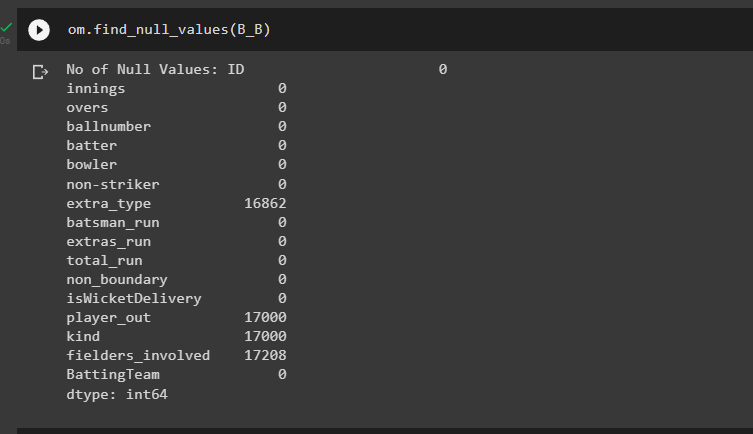 om.find_null_values(B_B)
0s
No of Null Values: ID                       0
innings                  0
overs                    0
ballnumber               0
batter                   0
bowler                   0
non-striker              0
extra_type           16862
batsman_run              0
extras_run               0
total_run                0
non_boundary             0
isWicketDelivery         0
player_out           17000
kind                 17000
fielders_involved    17208
BattingTeam              0
dtype: int64